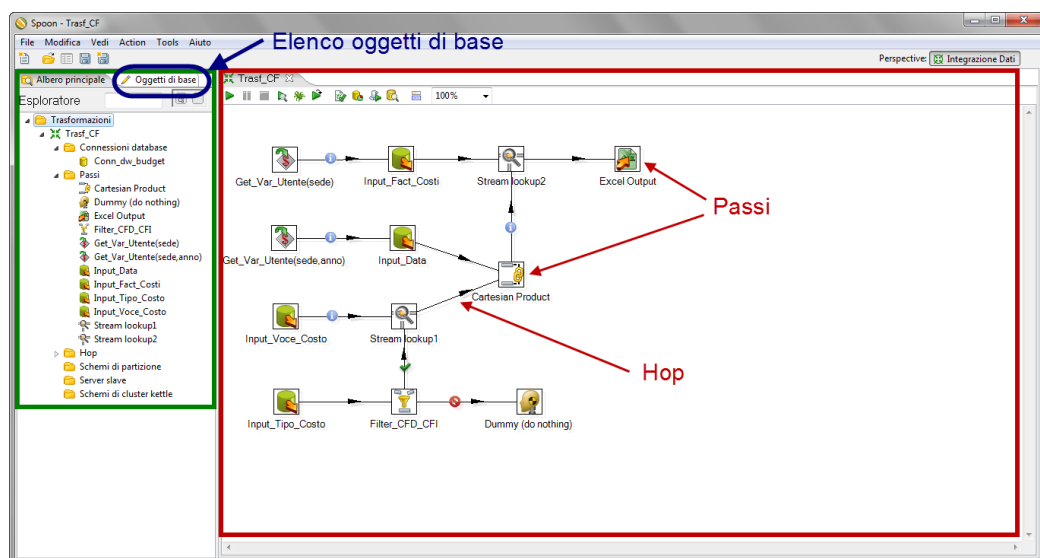 Spoon - Trasf_CF
File Modifica Vedi Action Tools Aiuto
Elenco oggetti di base
Perspective: Integrazione Dati
Albero principale
Oggetti di base
Trasf_CF
Esploratore
100%
Trasformazioni
Trasf_CF
Connessioni database
Conn_dw_budget
Passi
Cartesian Product
Dummy (do nothing)
Excel Output
Filter_CFD_CFI
Get_Var_Utente(sede)
Get_Var_Utente(sede,anno)
Input_Data
Input_Fact_Costi
Input_Tipo_Costo
Input_Voce_Costo
Stream lookup1
Stream lookup2
Hop
Schemi di partizione
Server slave
Schemi di cluster kettle
Get_Var_Utente(sede)
Input_Fact_Costi
Stream lookup2
Excel Output
Passi
Get_Var_Utente(sede,anno)
Input_Data
Cartesian Product
Input_Voce_Costo
Stream lookup1
Hop
Input_Tipo_Costo
Filter_CFD_CFI
Dummy (do nothing)